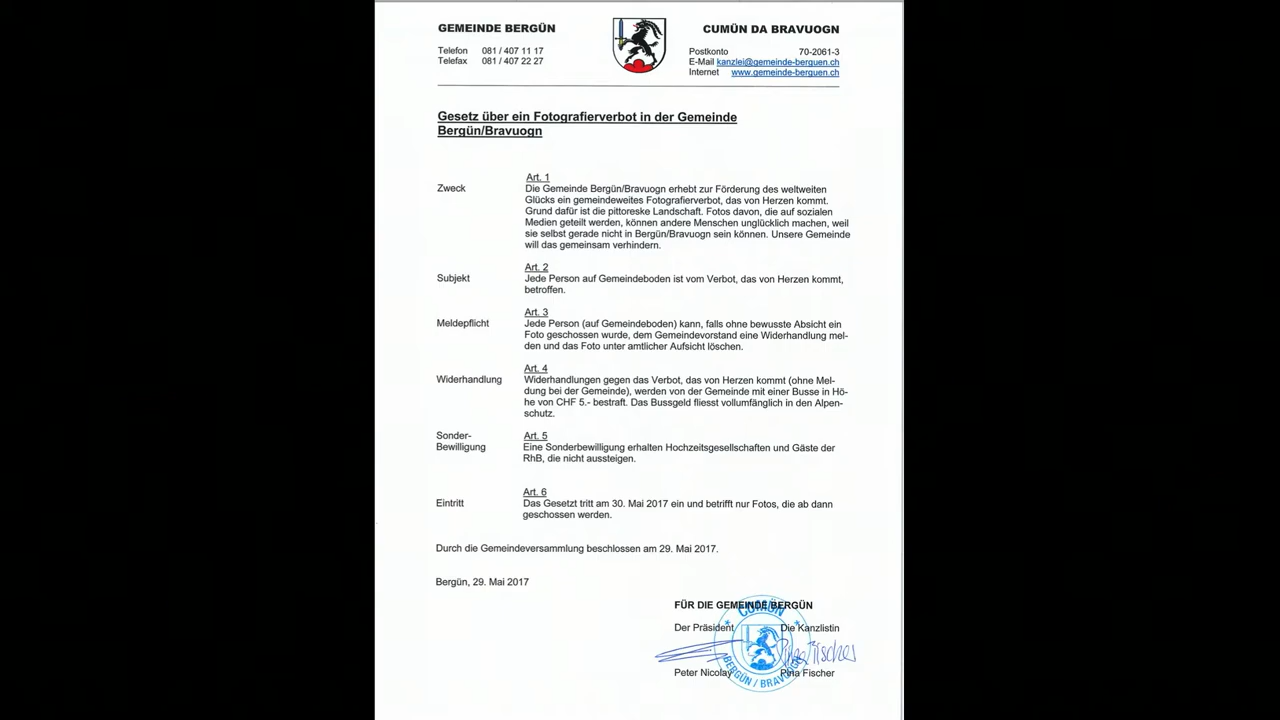 GEMEINDE BERGÜN
CUMÜN DA BRAVUOGN
Telefon 081 / 407 11 17
Telefax 081 / 407 22 27
Postkonto 70-2061-3
E-Mail kanzlei@gemeinde-berguen.ch
Internet www.gemeinde-berguen.ch
Gesetz über ein Fotografierverbot in der Gemeinde
Bergün/Bravuogn
Art. 1
Zweck
Die Gemeinde Bergün/Bravuogn erhebt zur Förderung des weltweiten
Glücks ein gemeindeweites Fotografierverbot, das von Herzen kommt.
Grund dafür ist die pittoreske Landschaft. Fotos davon, die auf sozialen
Medien geteilt werden, können andere Menschen unglücklich machen, weil
sie selbst gerade nicht in Bergün/Bravuogn sein können. Unsere Gemeinde
will das gemeinsam verhindern.
Art. 2
Subjekt
Jede Person auf Gemeindeboden ist vom Verbot, das von Herzen kommt,
betroffen.
Art. 3
Meldepflicht
Jede Person (auf Gemeindeboden) kann, falls ohne bewusste Absicht ein
Foto geschossen wurde, dem Gemeindevorstand eine Widerhandlung mel-
den und das Foto unter amtlicher Aufsicht löschen.
Art. 4
Widerhandlung
Widerhandlungen gegen das Verbot, das von Herzen kommt (ohne Mel-
dung bei der Gemeinde), werden von der Gemeinde mit einer Busse in Hö-
he von CHF 5.- bestraft. Das Bussgeld fliesst vollumfänglich in den Alpen-
schutz.
Sonder-
Bewilligung
Art. 5
Eine Sonderbewilligung erhalten Hochzeitsgesellschaften und Gäste der
RhB, die nicht aussteigen.
Art. 6
Eintritt
Das Gesetzt tritt am 30. Mai 2017 ein und betrifft nur Fotos, die ab dann
geschossen werden.
Durch die Gemeindeversammlung beschlossen am 29. Mai 2017.
Bergün, 29. Mai 2017
FÜR DIE GEMEINDE BERGÜN
CUMÜN
Der Präsident
Die Kanzlistin
Pina Fischer
BERGÜN / BRAVUOGN
Peter Nicolay
Pina Fischer